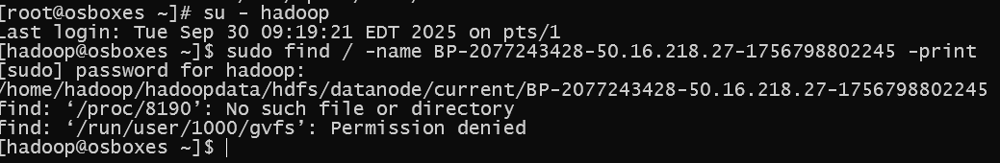 [root@osboxes ~]# su - hadoop
Last login: Tue Sep 30 09:19:21 EDT 2025 on pts/1
[hadoop@osboxes ~]$ sudo find / -name BP-2077243428-50.16.218.27-1756798802245 -print
[sudo] password for hadoop:
/home/hadoop/hadoopdata/hdfs/datanode/current/BP-2077243428-50.16.218.27-1756798802245
find: ‘/proc/8190’: No such file or directory
find: ‘/run/user/1000/gvfs’: Permission denied
[hadoop@osboxes ~]$